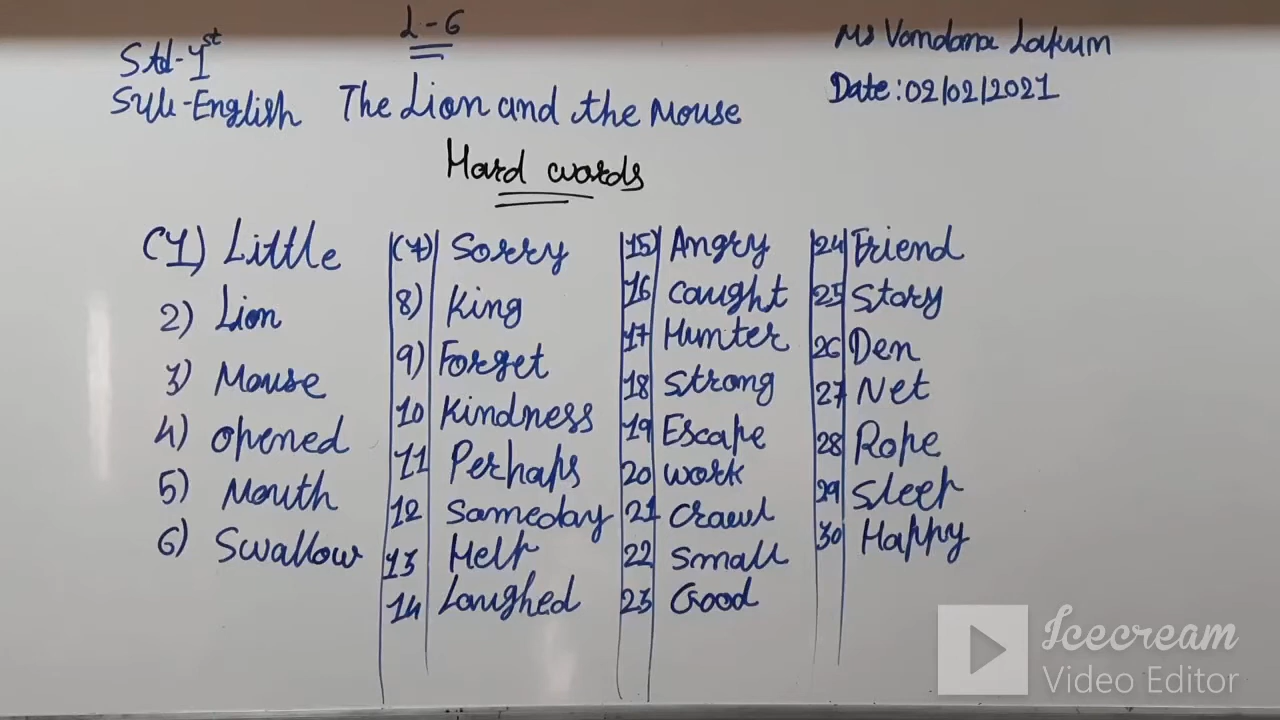 L-6
Std-1st
Ms Vandana Lakum
Sub-English
The Lion and the Mouse
Date:02/02/2021
Hard words
(1) Little
2) Lion
3) Mouse
4) opened
5) Mouth
6) Swallow
(7) Sorry
8) King
9) Forget
10 Kindness
11 Perhaps
12 Sameday
13 Help
14 Laughed
15) Angry
16 caught
17 Hunter
18 Strong
19 Escape
20 work
21 crawl
22 small
23 Good
24 Friend
25 Story
26 Den
27 Net
28 Rope
29 Sleep
30 Happy
Icecream
Video Editor